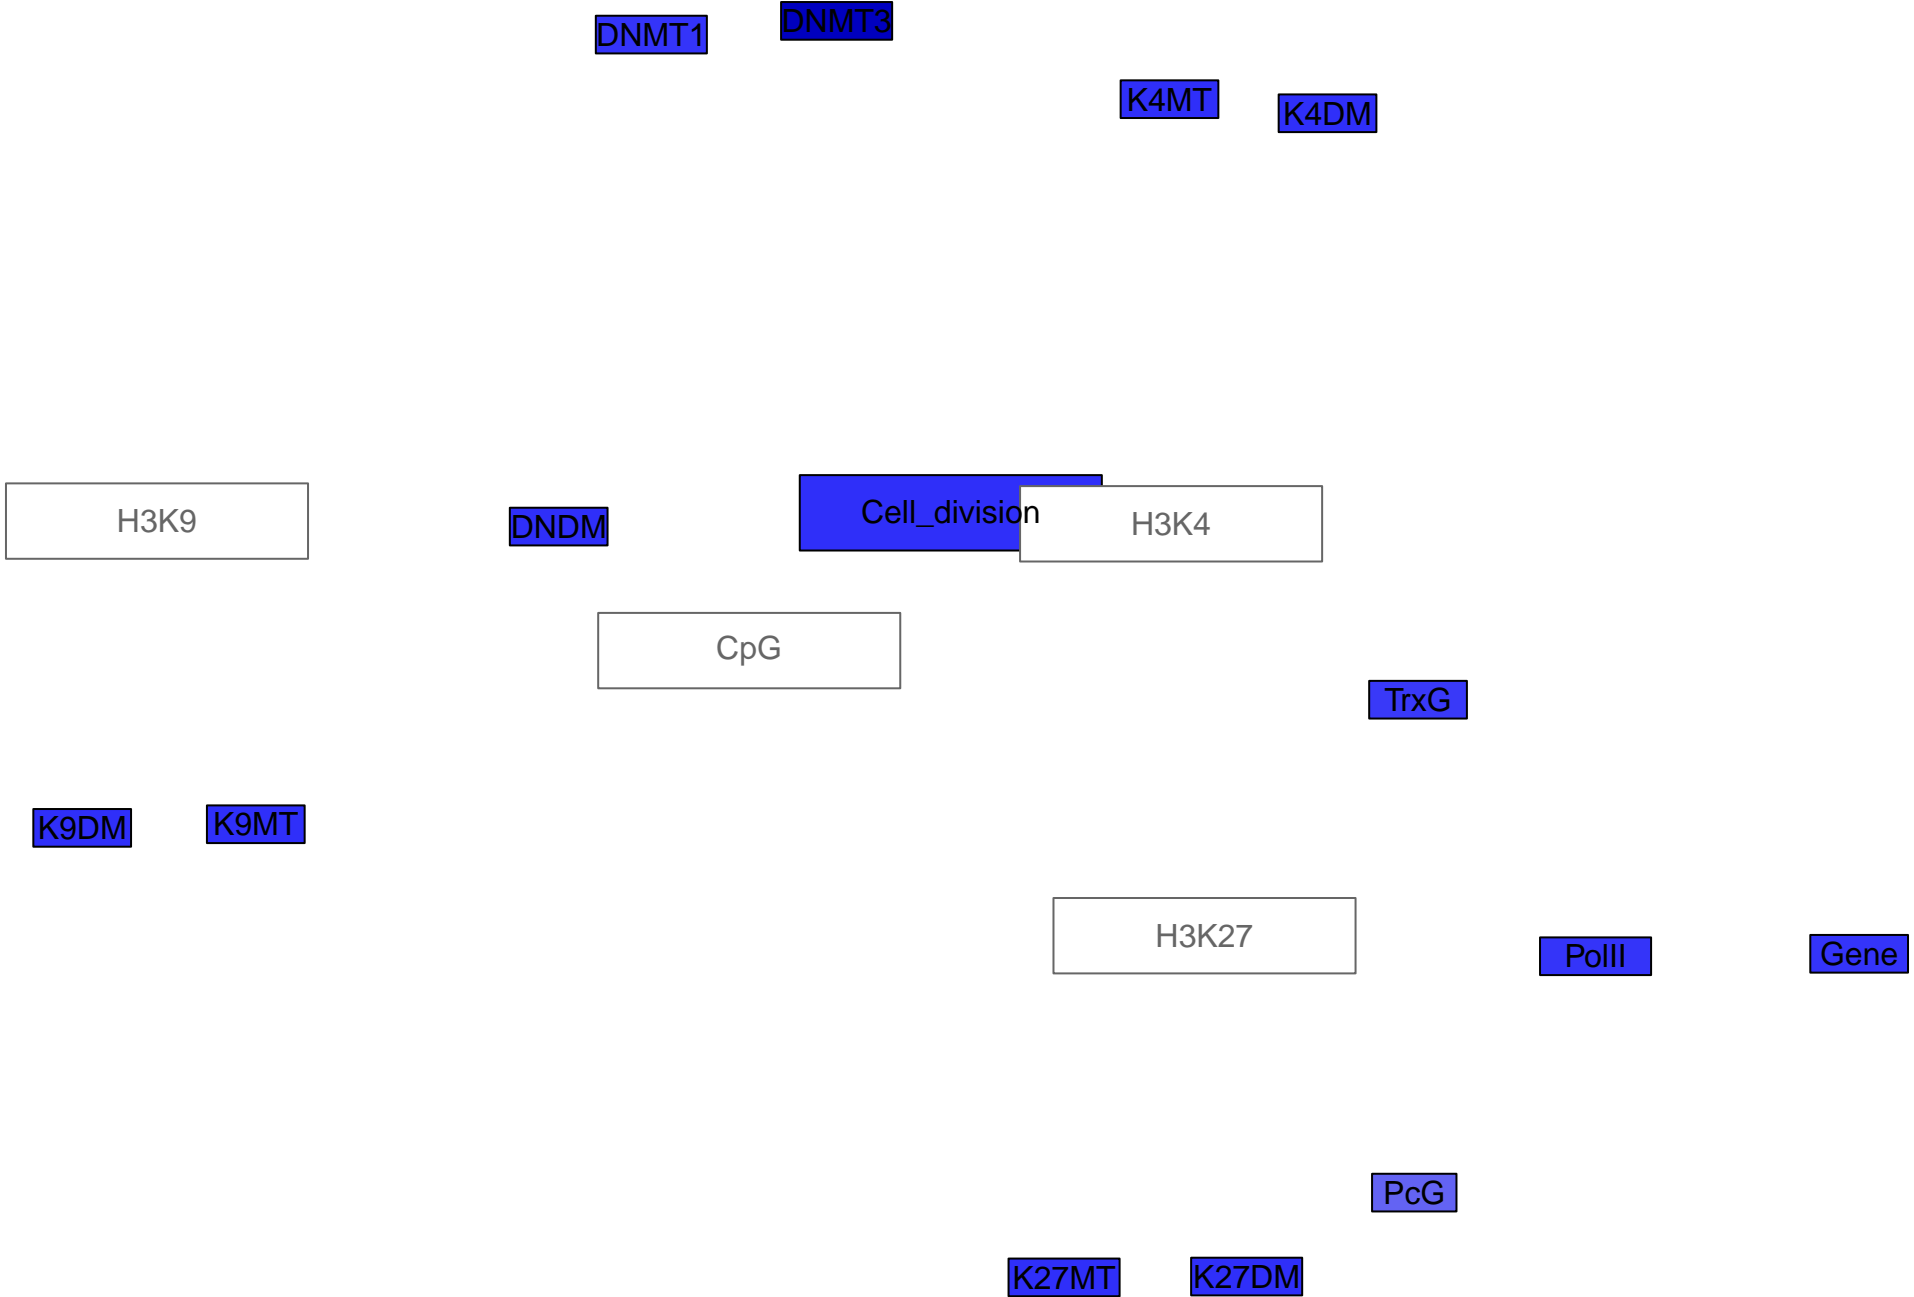 DNMT1
DNMT3
K4MT
K4DM
H3K9
DNDM
Cell_division
H3K4
CpG
TrxG
K9DM
K9MT
H3K27
PolII
Gene
PcG
K27MT
K27DM